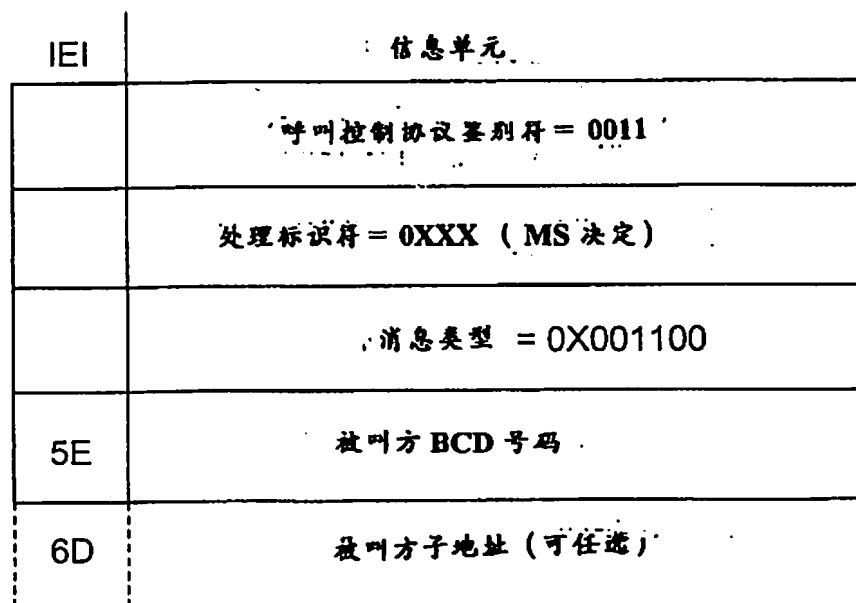 IEI 信息单元
呼叫控制协议鉴别符 = 0011
处理标识符 = 0XXX ( MS 决定)
消息类型 = 0X001100
5E 被叫方 BCD 号码
6D 被叫方子地址 (可任选)